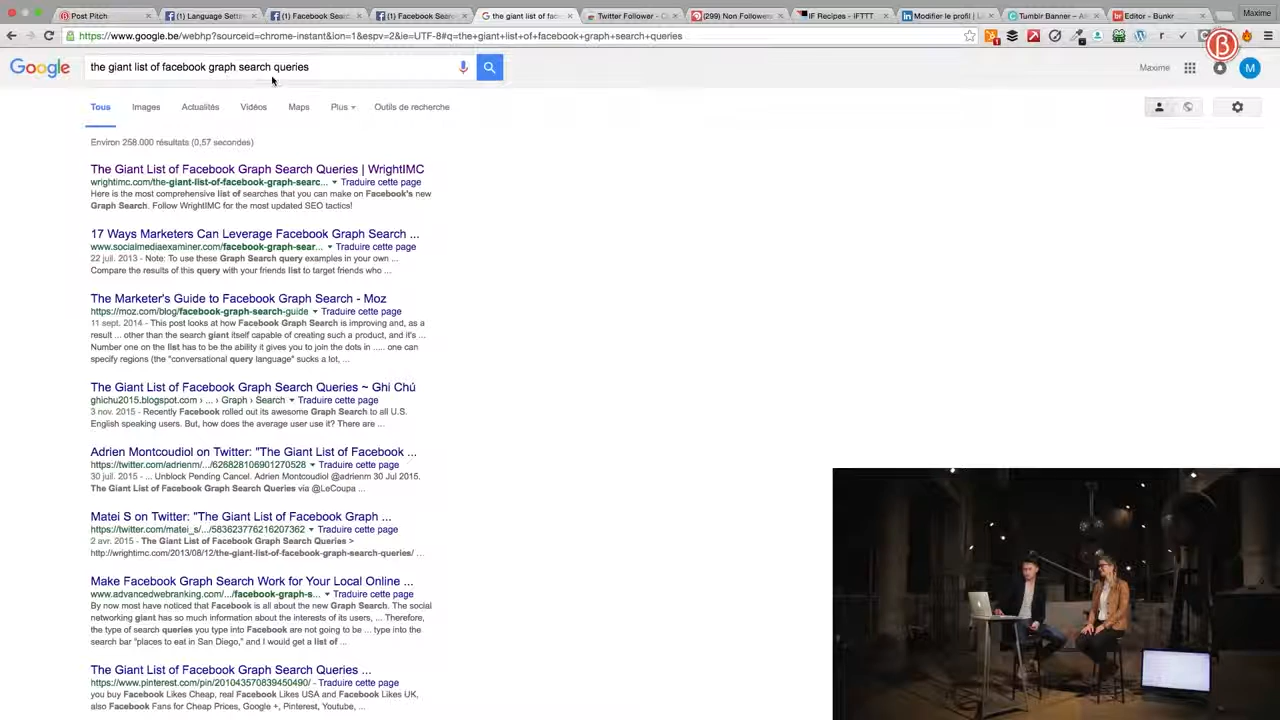 Post Pitch
(1) Language Sett
(1) Facebook Sear
(1) Facebook Sear
the giant list of fac
Twitter Follower - C
(299) Non Followers
IF Recipes - IFTTT
Modifier le profil | L
Tumblr Banner – A
Editor - Bunkr
Maxime
https://www.google.be/webhp?sourceid=chrome-instant&ion=1&espv=2&ie=UTF-8#q=the+giant+list+of+facebook+graph+search+queries
Google
the giant list of facebook graph search queries
Maxime
M
Tous
Images
Actualités
Vidéos
Maps
Plus
Outils de recherche
Environ 258.000 résultats (0,57 secondes)
The Giant List of Facebook Graph Search Queries | WrightIMC
wrightimc.com/the-giant-list-of-facebook-graph-searc... Traduire cette page
Here is the most comprehensive list of searches that you can make on Facebook's new
Graph Search. Follow WrightIMC for the most updated SEO tactics!
17 Ways Marketers Can Leverage Facebook Graph Search ...
www.socialmediaexaminer.com/facebook-graph-sear... Traduire cette page
22 juil. 2013 - Note: To use these Graph Search query examples in your own ...
Compare the results of this query with your friends list to target friends who ...
The Marketer's Guide to Facebook Graph Search - Moz
https://moz.com/blog/facebook-graph-search-guide Traduire cette page
11 sept. 2014 - This post looks at how Facebook Graph Search is improving and, as a
result ... other than the search giant itself capable of creating such a product, and it's ...
Number one on the list has to be the ability it gives you to join the dots in ..... one can
specify regions (the "conversational query language" sucks a lot, ...
The Giant List of Facebook Graph Search Queries ~ Ghi Chú
ghichu2015.blogspot.com › ... › Graph › Search Traduire cette page
3 nov. 2015 - Recently Facebook rolled out its awesome Graph Search to all U.S.
English speaking users. But, how does the average user use it? There are ...
Adrien Montcoudiol on Twitter: "The Giant List of Facebook ...
https://twitter.com/adrienm/.../626828106901270528 Traduire cette page
30 juil. 2015 - ... Unblock Pending Cancel. Adrien Montcoudiol @adrienm 30 Jul 2015.
The Giant List of Facebook Graph Search Queries via @LeCoupa ...
Matei S on Twitter: "The Giant List of Facebook Graph ...
https://twitter.com/matei_s/.../583623776216207362 Traduire cette page
2 avr. 2015 - The Giant List of Facebook Graph Search Queries >
http://wrightimc.com/2013/08/12/the-giant-list-of-facebook-graph-search-queries/ ...
Make Facebook Graph Search Work for Your Local Online ...
www.advancedwebranking.com/.../facebook-graph-s... Traduire cette page
By now most have noticed that Facebook is all about the new Graph Search. The social
networking giant has so much information about the interests of its users, ... Therefore,
the type of search queries you type into Facebook are not going to be ... type into the
search bar "places to eat in San Diego," and I would get a list of ...
The Giant List of Facebook Graph Search Queries ...
https://www.pinterest.com/pin/201043570839450490/ - Traduire cette page
you buy Facebook Likes Cheap, real Facebook Likes USA and Facebook Likes UK,
also Facebook Fans for Cheap Prices, Google +, Pinterest, Youtube, ...